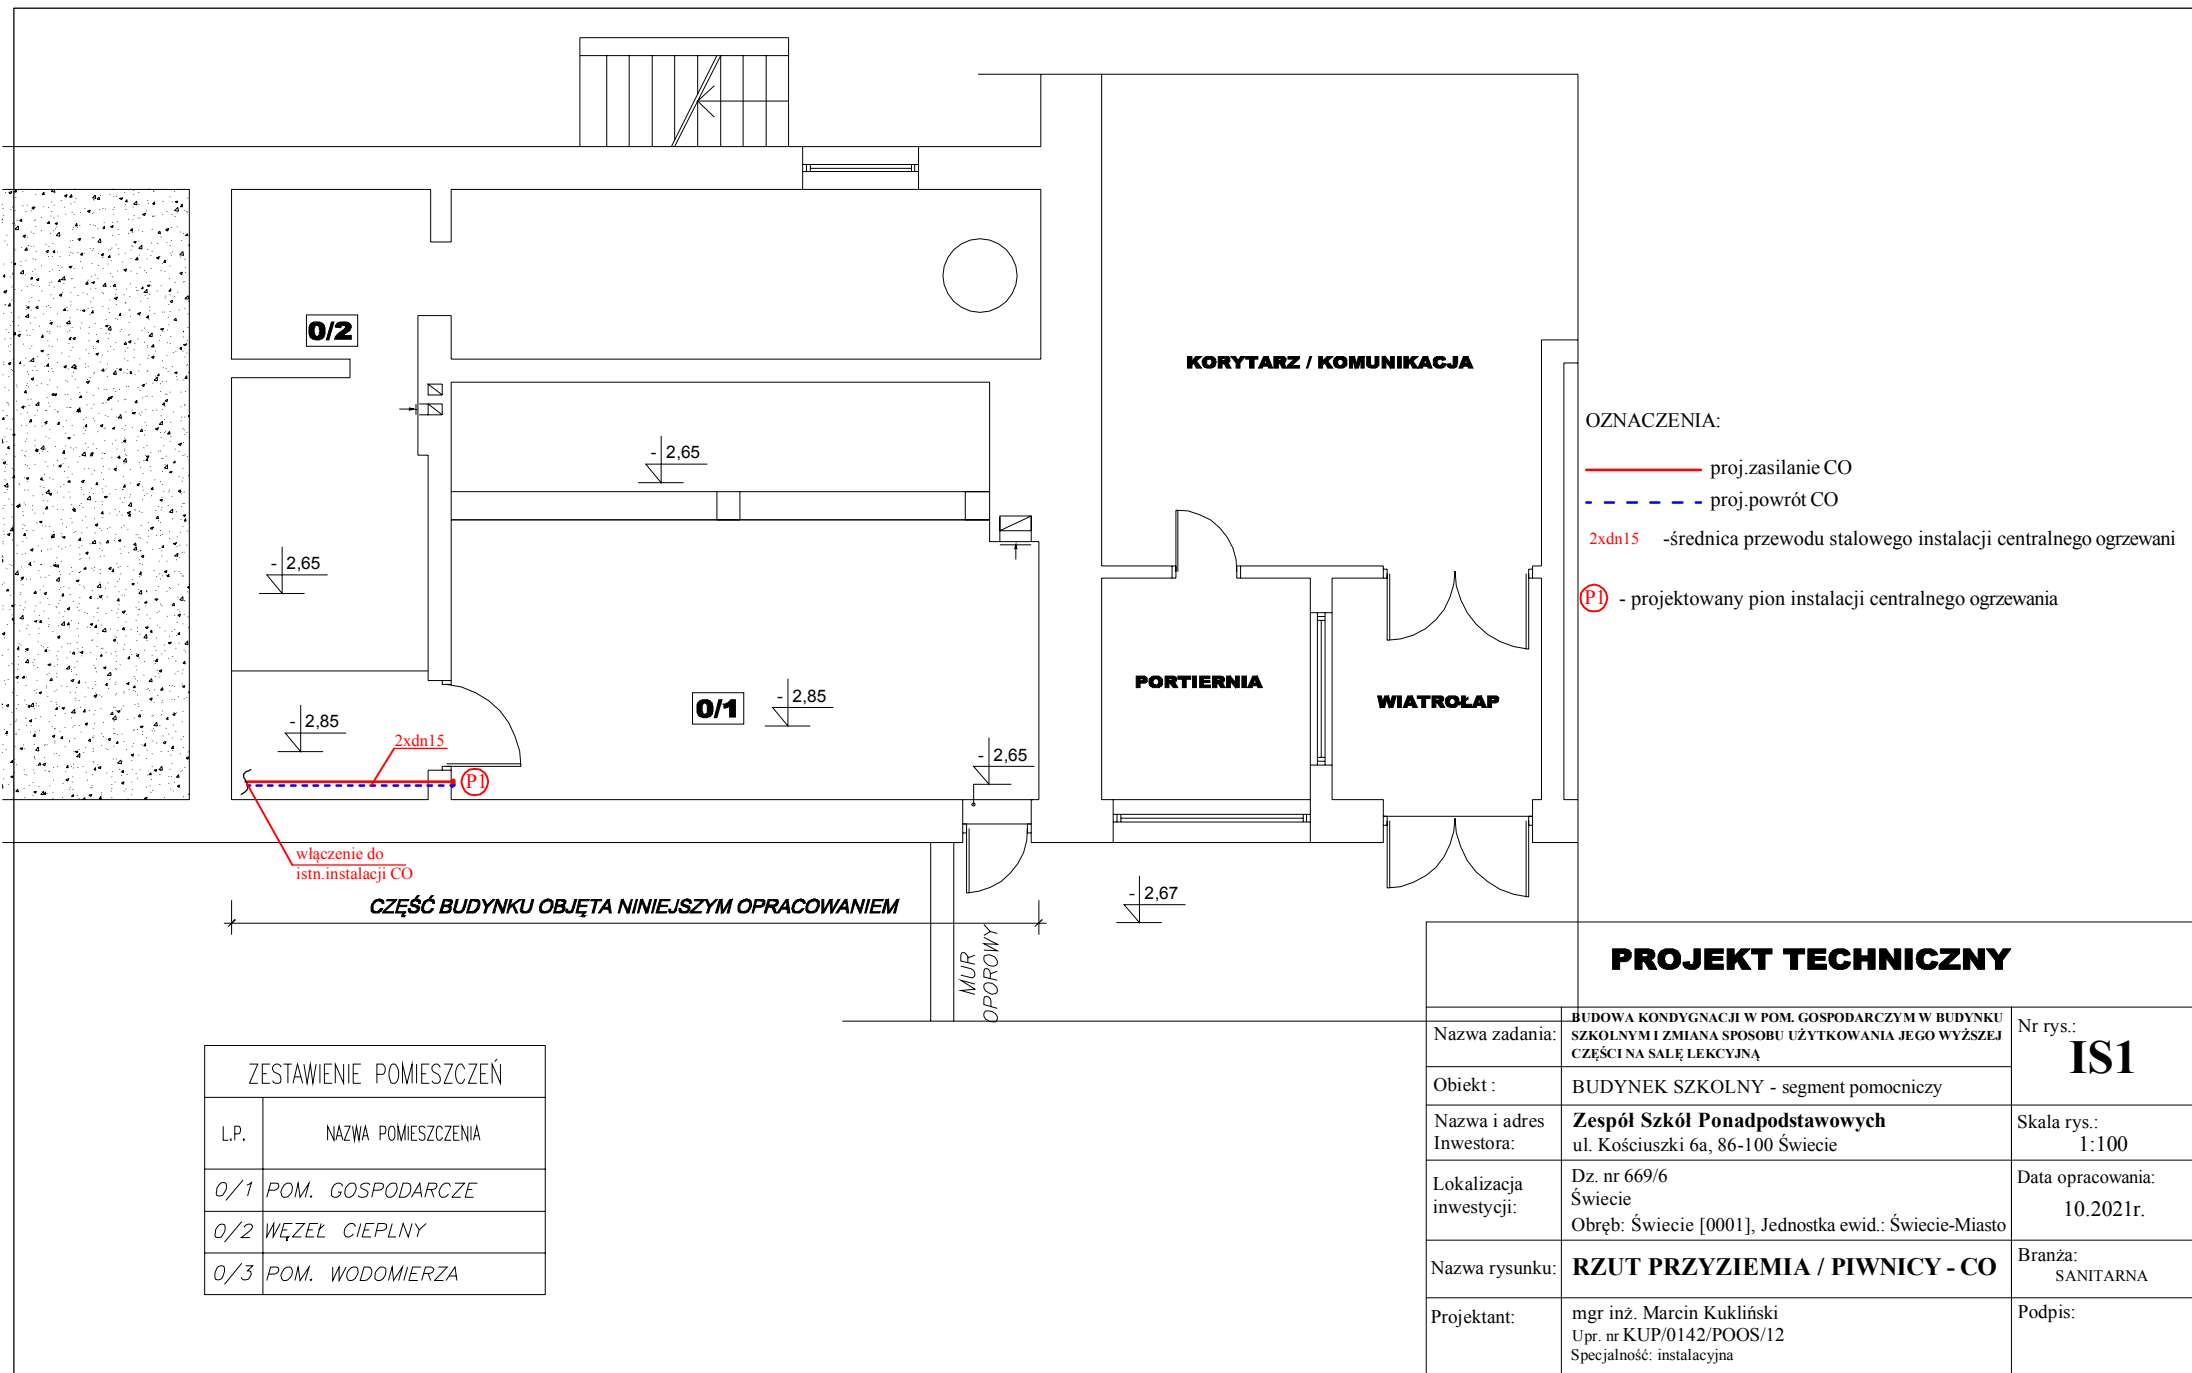 0/2
KORYTARZ / KOMUNIKACJA
- 2,65
- 2,65
OZNACZENIA:
proj.zasilanie CO
proj.powrót CO
2xdn15 -średnica przewodu stalowego instalacji centralnego ogrzewani
P1 - projektowany pion instalacji centralnego ogrzewania
PORTIERNIA
WIATROŁAP
0/1
- 2,85
- 2,85
2xdn15
P1
- 2,65
włączenie do
istn.instalacji CO
CZĘŚĆ BUDYNKU OBJĘTA NINIEJSZYM OPRACOWANIEM
- 2,67
MUR
OPOROWY
ZESTAWIENIE POMIESZCZEŃ
L.P. NAZWA POMIESZCZENIA
0/1 POM. GOSPODARCZE
0/2 WĘZEŁ CIEPLNY
0/3 POM. WODOMIERZA
PROJEKT TECHNICZNY
Nazwa zadania:
BUDOWA KONDYGNACJI W POM. GOSPODARCZYM W BUDYNKU
SZKOLNYM I ZMIANA SPOSOBU UŻYTKOWANIA JEGO WYŻSZEJ
CZĘŚCI NA SALĘ LEKCYJNĄ
Nr rys.:
IS1
Obiekt :
BUDYNEK SZKOLNY - segment pomocniczy
Nazwa i adres
Inwestora:
Zespół Szkół Ponadpodstawowych
ul. Kościuszki 6a, 86-100 Świecie
Skala rys.:
1:100
Lokalizacja
inwestycji:
Dz. nr 669/6
Świecie
Obręb: Świecie [0001], Jednostka ewid.: Świecie-Miasto
Data opracowania:
10.2021r.
Nazwa rysunku:
RZUT PRZYZIEMIA / PIWNICY - CO
Branża:
SANITARNA
Projektant:
mgr inż. Marcin Kukliński
Upr. nr KUP/0142/POOS/12
Specjalność: instalacyjna
Podpis: